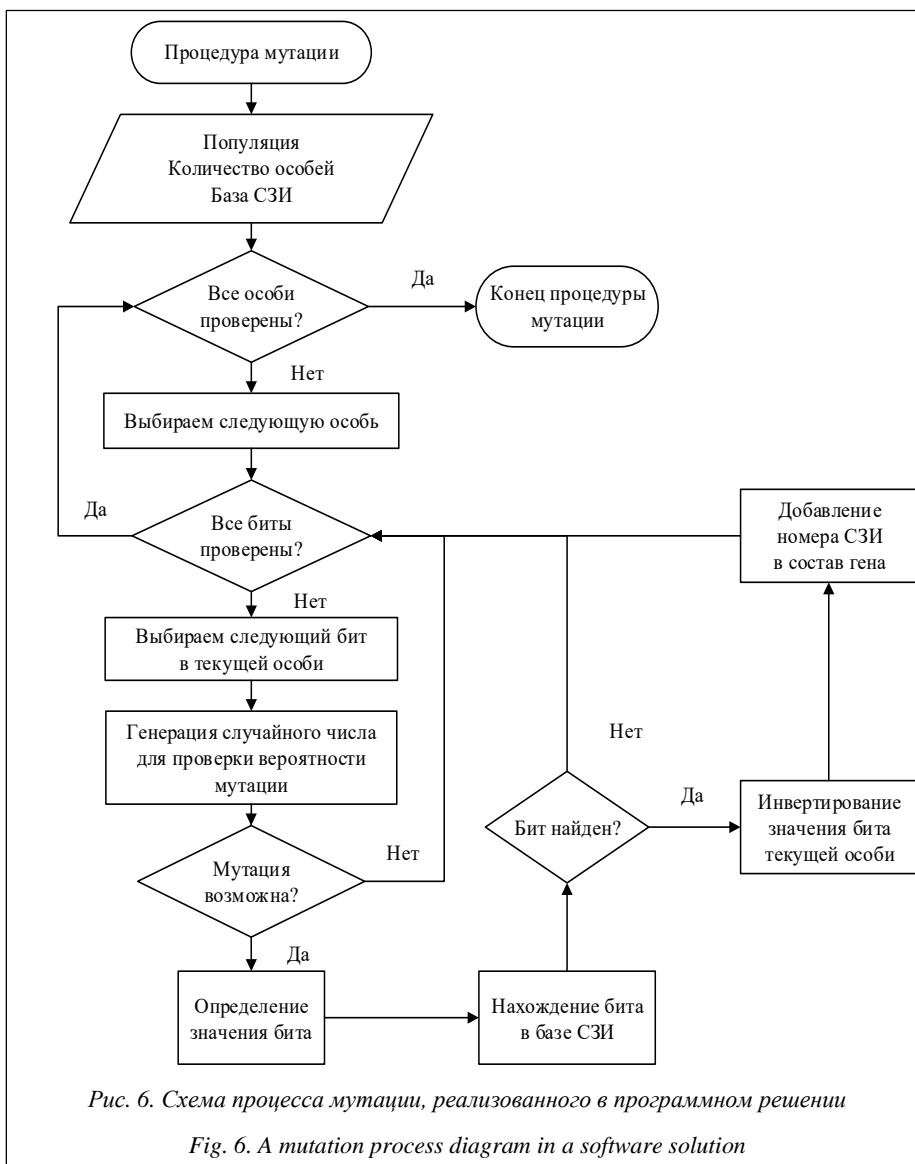 Процедура мутации
Популяция
Количество особей
База СЗИ
Все особи
проверены?
Да
Конец процедуры
мутации
Нет
Выбираем следующую особь
Да
Все биты
проверены?
Добавление
номера СЗИ
в состав гена
Нет
Выбираем следующий бит
в текущей особи
Генерация случайного числа
для проверки вероятности
мутации
Нет
Бит найден?
Да
Инвертирование
значения бита
текущей особи
Мутация
возможна?
Нет
Да
Определение
значения бита
Нахождение бита
в базе СЗИ
Рис. 6. Схема процесса мутации, реализованного в программном решении
Fig. 6. A mutation process diagram in a software solution